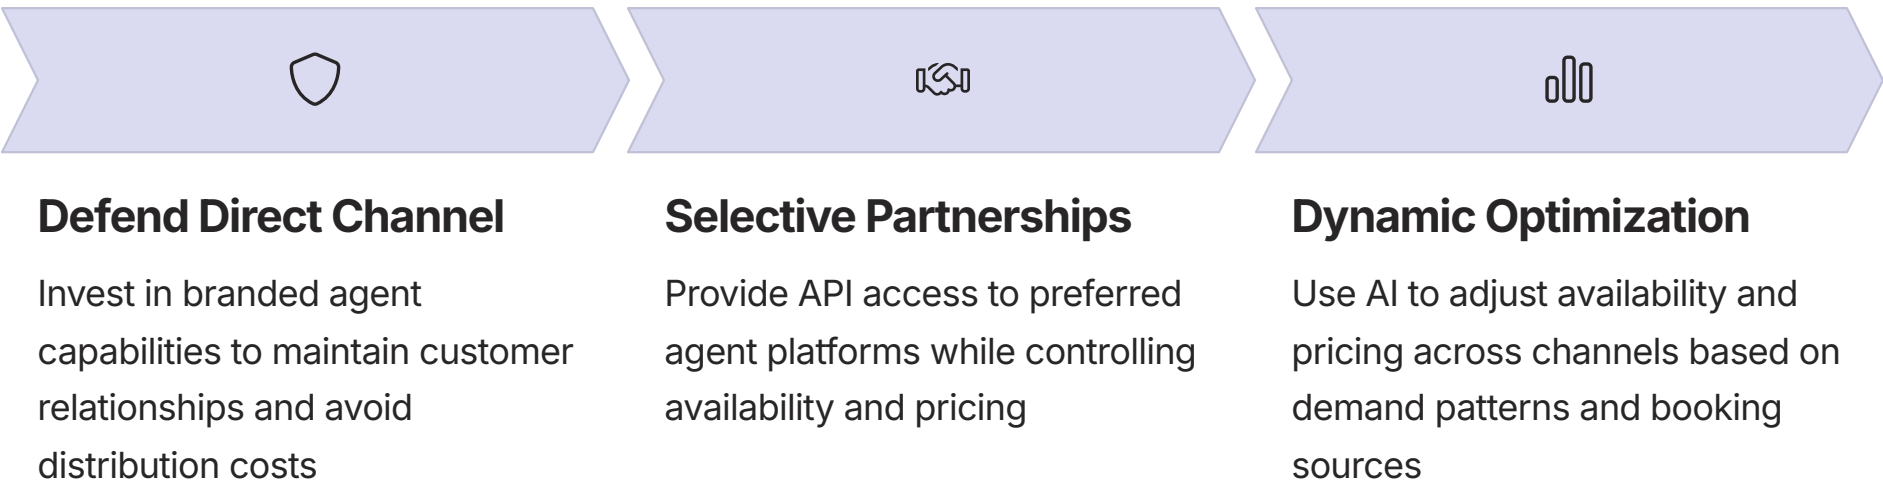 Defend Direct Channel
Invest in branded agent
capabilities to maintain customer
relationships and avoid
distribution costs
Selective Partnerships
Provide API access to preferred
agent platforms while controlling
availability and pricing
Dynamic Optimization
Use AI to adjust availability and
pricing across channels based on
demand patterns and booking
sources